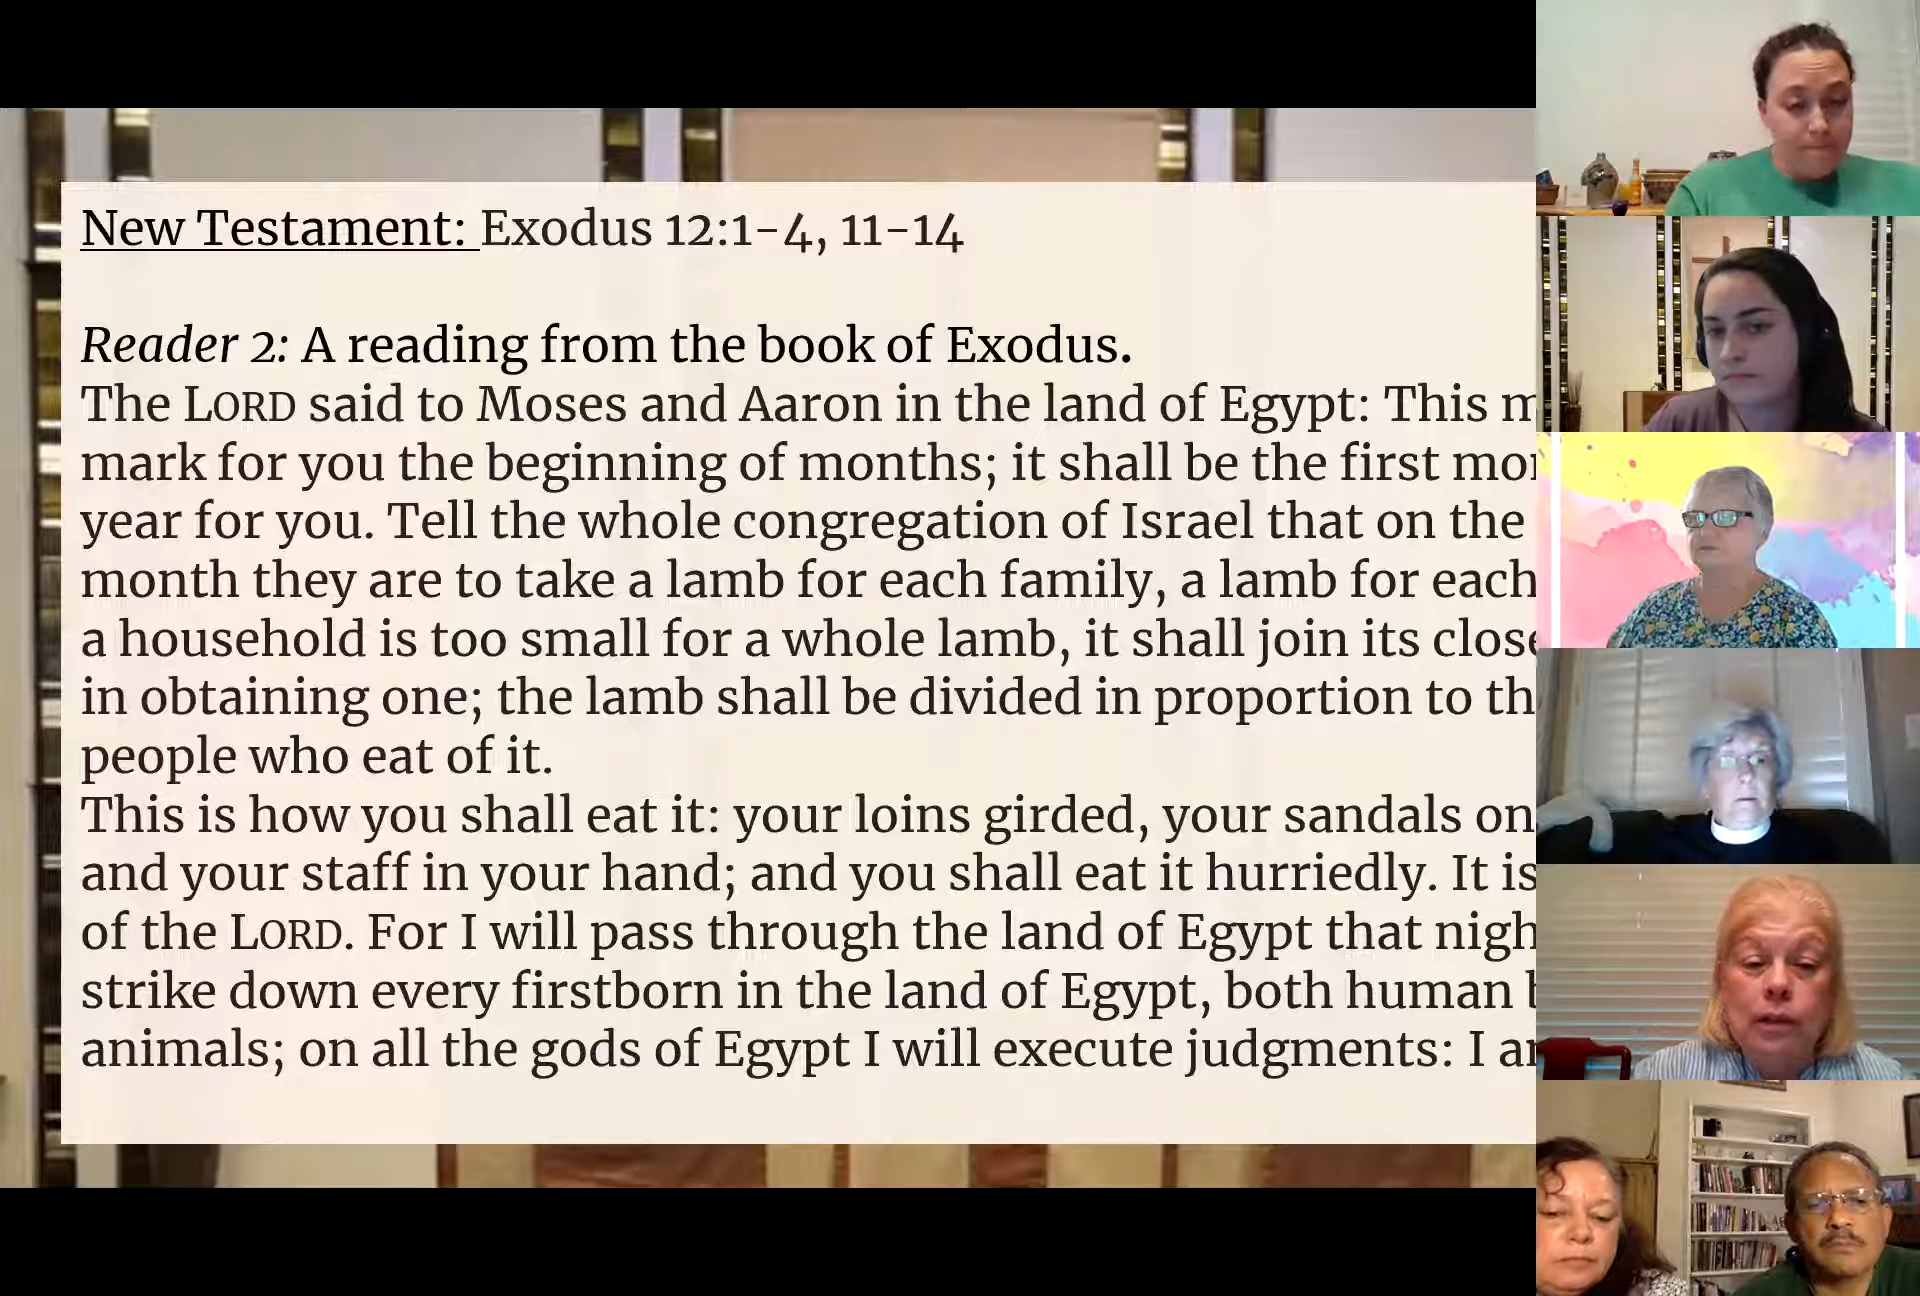 New Testament: Exodus 12:1-4, 11-14
Reader 2: A reading from the book of Exodus.
The LORD said to Moses and Aaron in the land of Egypt: This
mark for you the beginning of months; it shall be the first
year for you. Tell the whole congregation of Israel that on the
month they are to take a lamb for each family, a lamb for each
a household is too small for a whole lamb, it shall join its
in obtaining one; the lamb shall be divided in proportion to
people who eat of it.
This is how you shall eat it: your loins girded, your sandals on
and your staff in your hand; and you shall eat it hurriedly. It is
of the LORD. For I will pass through the land of Egypt that
strike down every firstborn in the land of Egypt, both human
animals; on all the gods of Egypt I will execute judgments: I